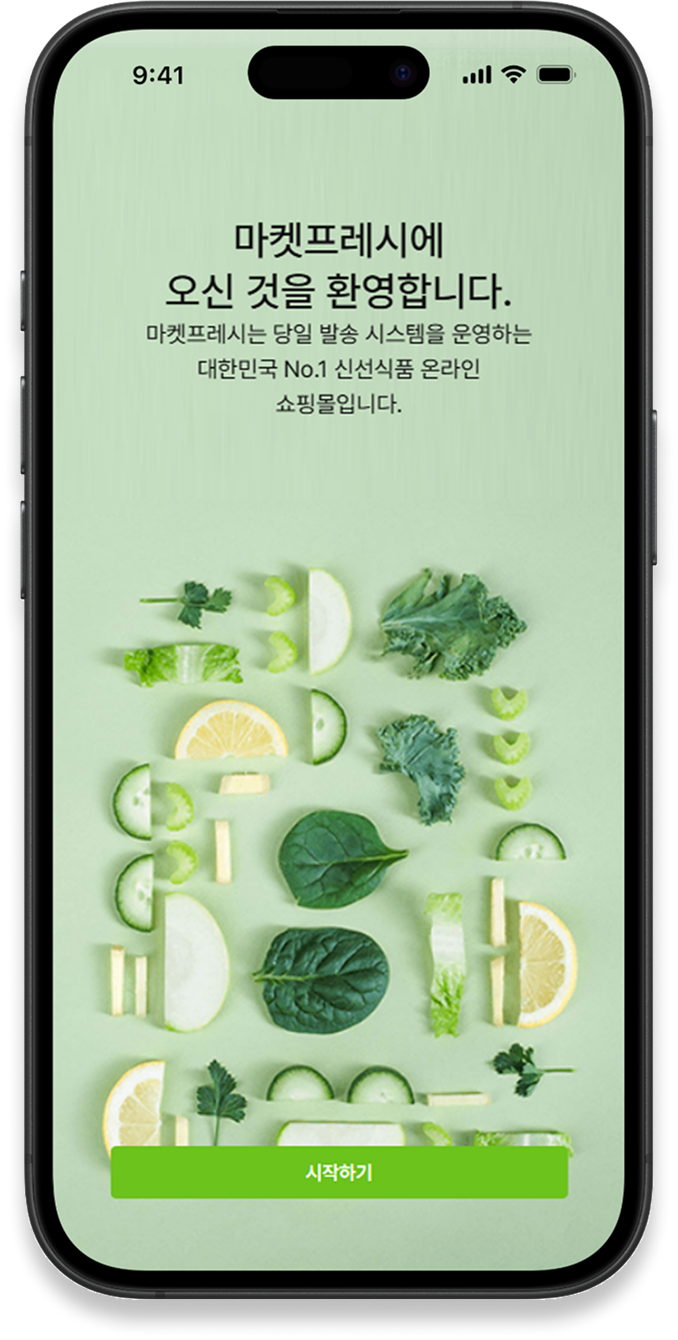 9:41
마켓프레시에
오신 것을 환영합니다.
마켓프레시는 당일 발송 시스템을 운영하는
대한민국 No.1 신선식품 온라인
쇼핑몰입니다.
시작하기